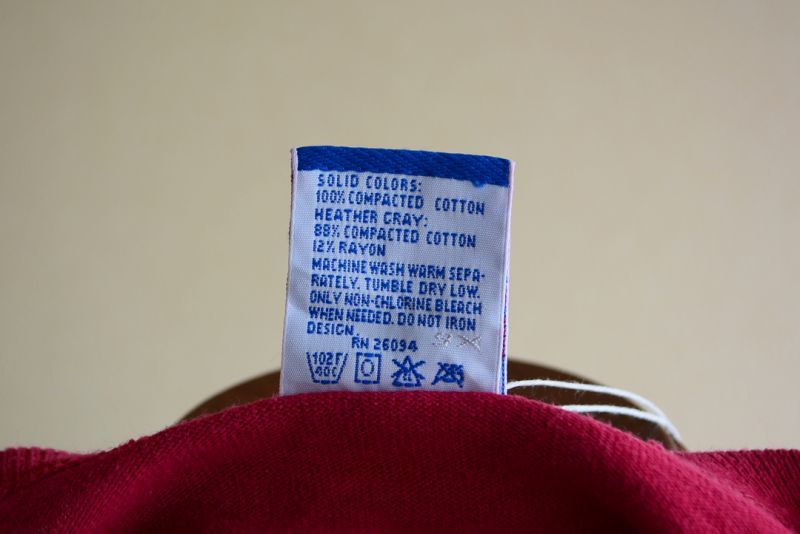 SOLID COLORS:
100% COMPACTED COTTON
HEATHER GRAY:
88% COMPACTED COTTON
12% RAYON
MACHINE WASH WARM SEPA-
RATELY. TUMBLE DRY LOW.
ONLY NON-CHLORINE BLEACH
WHEN NEEDED. DO NOT IRON
DESIGN.
RN 26094
102F
40C